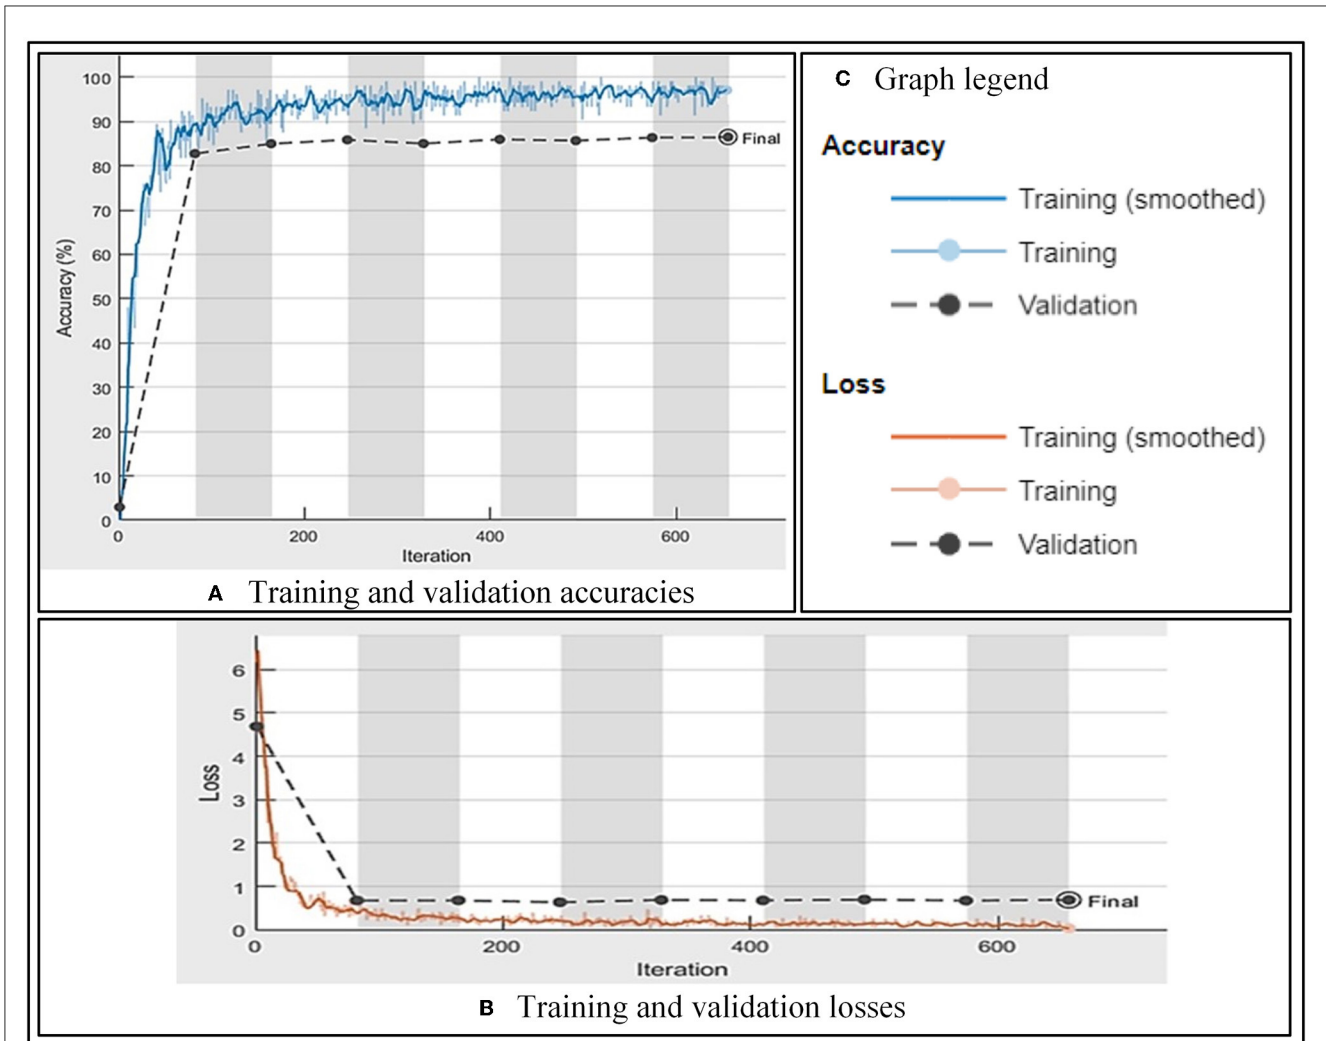 100
90
80
70
60
50
40
30
20
10
0
Accuracy (%)
0 200 400 600
Iteration
Final
A Training and validation accuracies
C Graph legend
Accuracy
Training (smoothed)
Training
Validation
Loss
Training (smoothed)
Training
Validation
6
5
4
3
2
1
0
Loss
0 200 400 600
Iteration
Final
B Training and validation losses